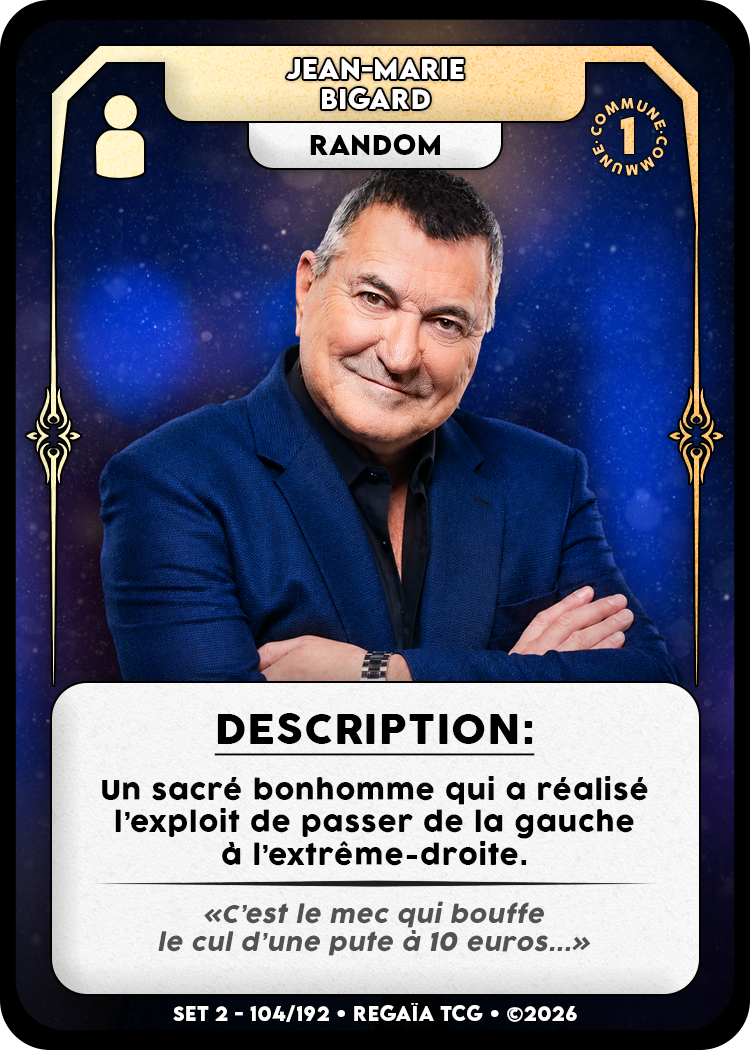 JEAN-MARIE
BIGARD
RANDOM
COMMUNE·COMMUNE·
1
DESCRIPTION:
Un sacré bonhomme qui a réalisé
l’exploit de passer de la gauche
à l’extrême-droite.
«C’est le mec qui bouffe
le cul d’une pute à 10 euros...»
SET 2 - 104/192 • REGAÏA TCG • ©2026